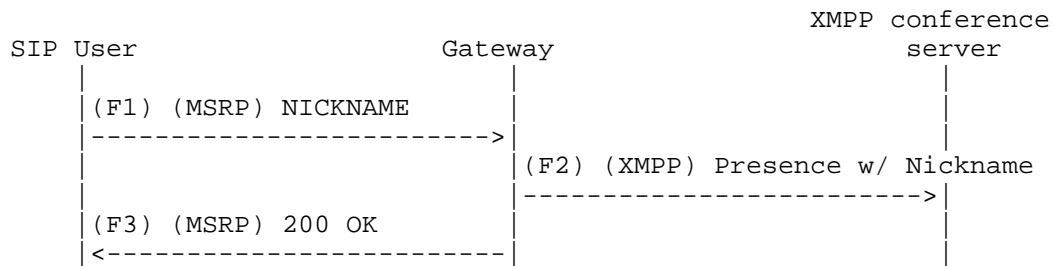 XMPP conference
SIP User Gateway server
(F1) (MSRP) NICKNAME
(F2) (XMPP) Presence w/ Nickname
(F3) (MSRP) 200 OK